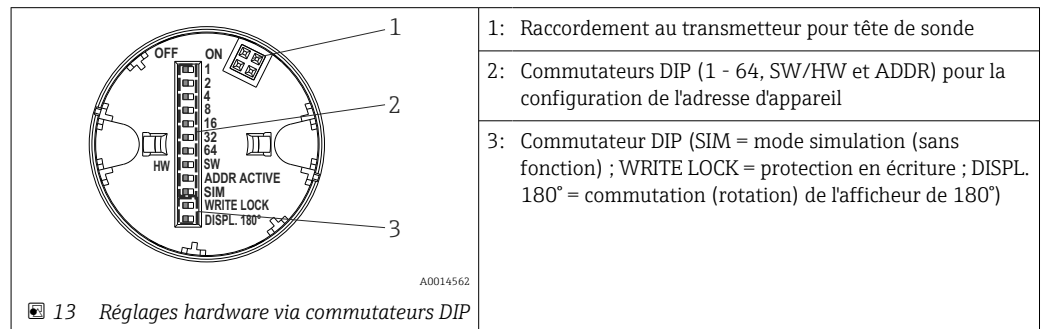 OFF ON
1
2
4
8
16
32
64
SW
HW
ADDR ACTIVE
SIM
WRITE LOCK
DISPL. 180°
1
2
3
A0014562
13 Réglages hardware via commutateurs DIP
1: Raccordement au transmetteur pour tête de sonde
2: Commutateurs DIP (1 - 64, SW/HW et ADDR) pour la
configuration de l'adresse d'appareil
3: Commutateur DIP (SIM = mode simulation (sans
fonction) ; WRITE LOCK = protection en écriture ; DISPL.
180° = commutation (rotation) de l'afficheur de 180°)